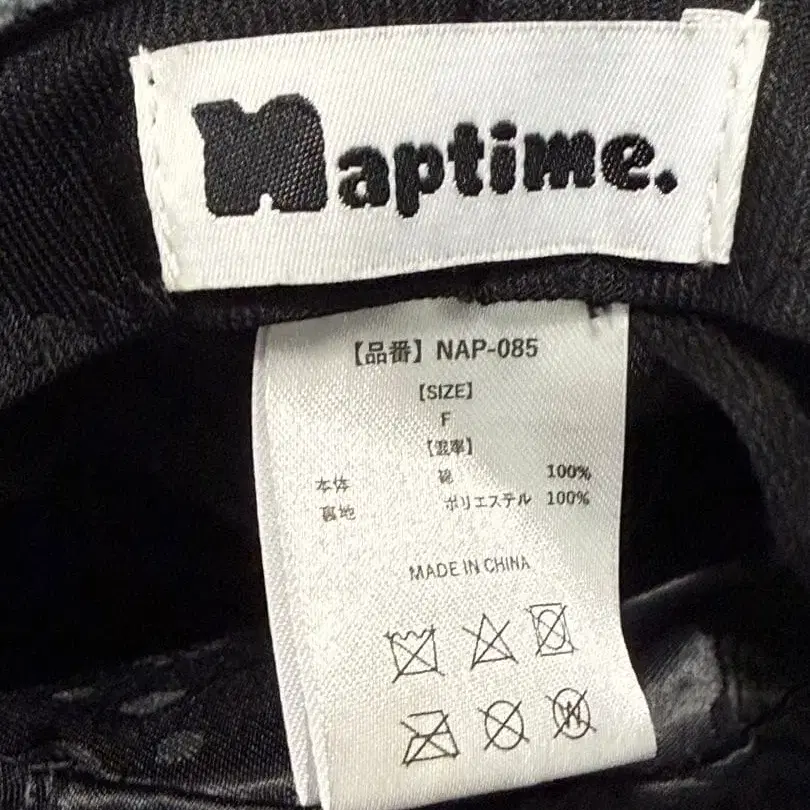 Naptime.
【品番】NAP-085
【SIZE】
F
【混率】
本体 綿 100%
裏地 ポリエステル 100%
MADE IN CHINA
W